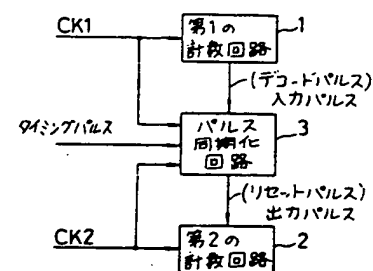 CK1
第1の
計数回路
1
(デコードパルス)
入力パルス
タイミングパルス
パルス
同期化
回路
3
(リセットパルス)
出力パルス
CK2
第2の
計数回路
2